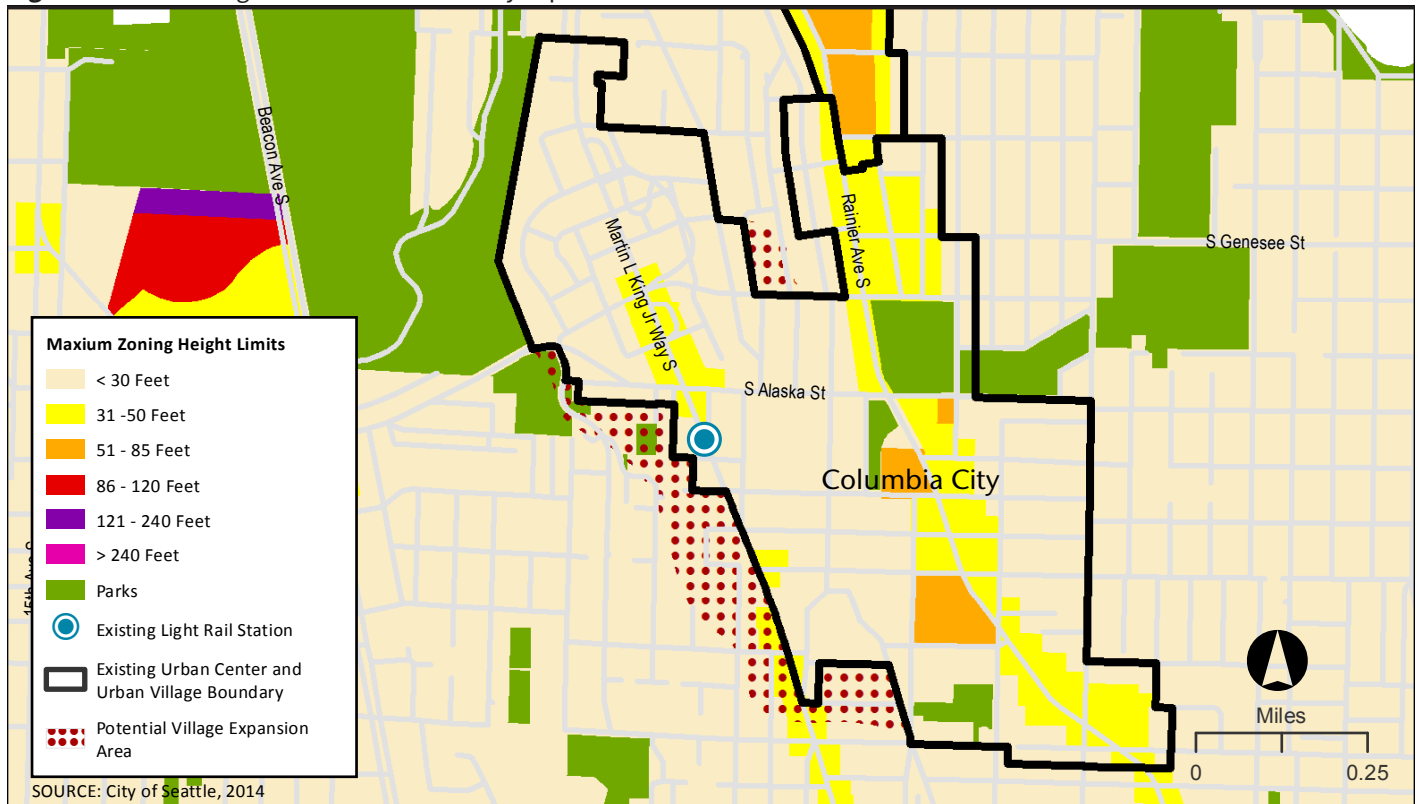 Beacon Ave S
Martin L King Jr Way S
Rainier Ave S
S Genesee St
S Alaska St
Columbia City
Maxium Zoning Height Limits
< 30 Feet
31 -50 Feet
51 - 85 Feet
86 - 120 Feet
121 - 240 Feet
> 240 Feet
Parks
Existing Light Rail Station
Existing Urban Center and
Urban Village Boundary
Potential Village Expansion
Area
15th Ave S
Miles
0 0.25
SOURCE: City of Seattle, 2014